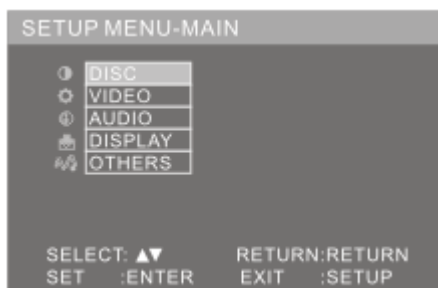 SETUP MENU-MAIN
DISC
VIDEO
AUDIO
DISPLAY
OTHERS
SELECT: ▲▼ RETURN:RETURN
SET :ENTER EXIT :SETUP